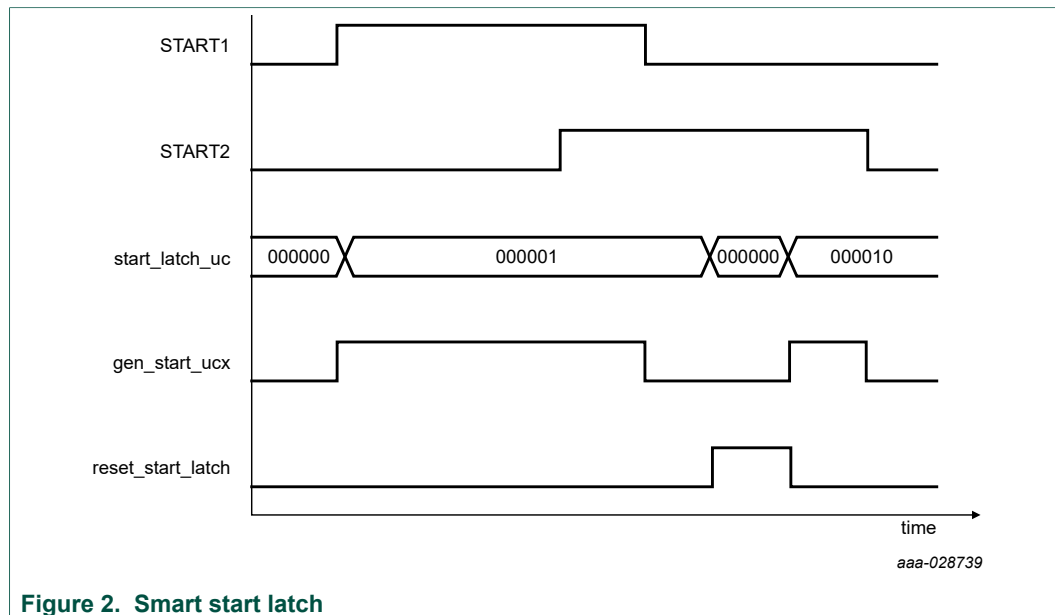 START1
START2
start_latch_uc
000000 000001 000000 000010
gen_start_ucx
reset_start_latch
time
aaa-028739
Figure 2. Smart start latch